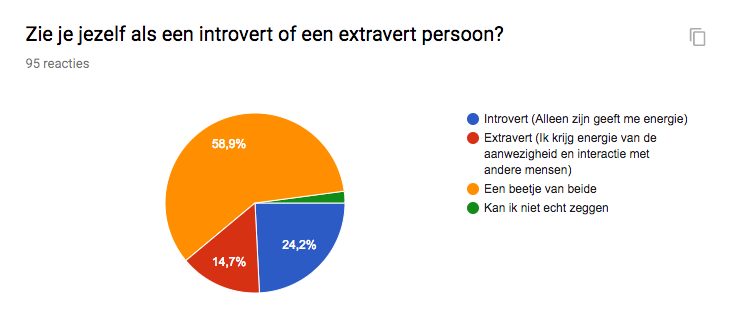 Zie je jezelf als een introvert of een extravert persoon?
95 reacties
58,9%
24,2%
14,7%
Introvert (Alleen zijn geeft me energie)
Extravert (Ik krijg energie van de
aanwezigheid en interactie met
andere mensen)
Een beetje van beide
Kan ik niet echt zeggen